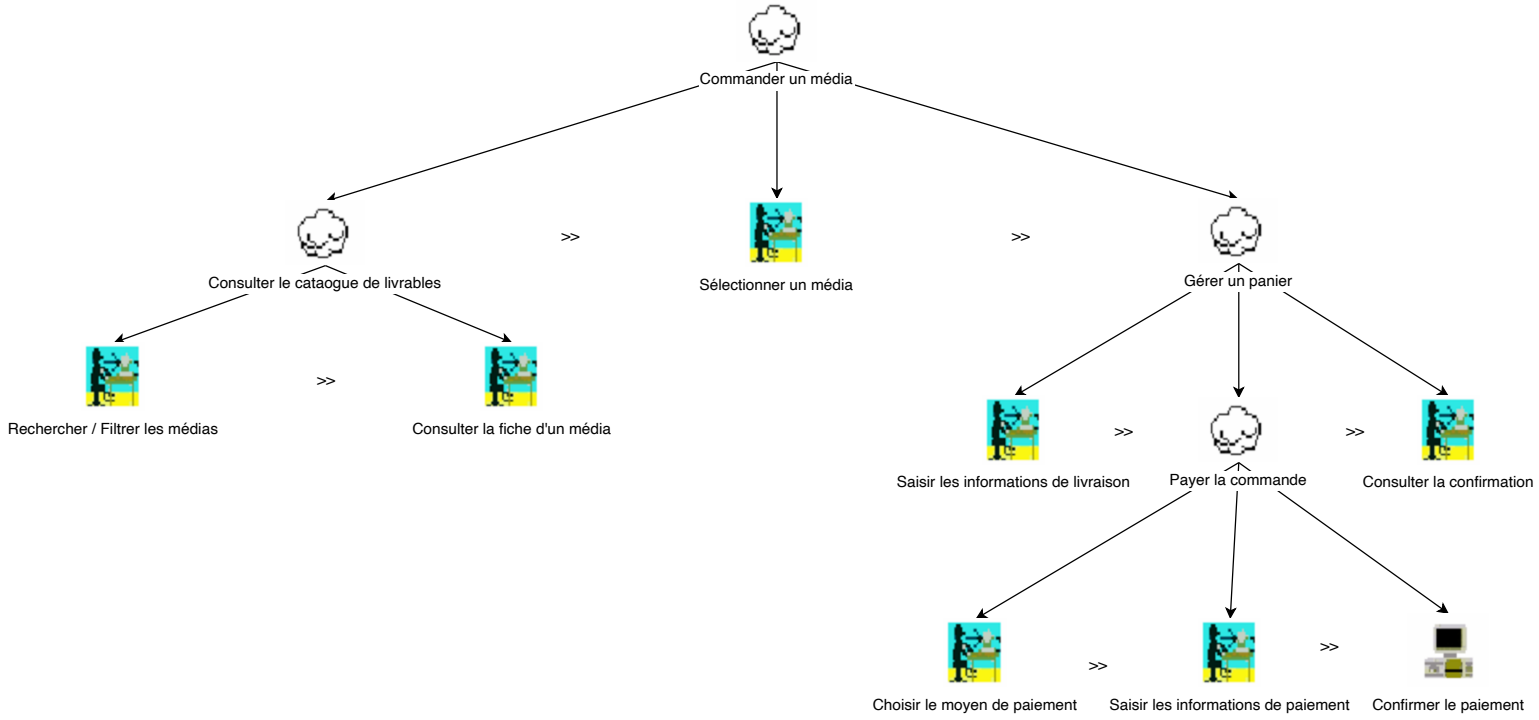 Commander un média
>>
>>
Consulter le cataogue de livrables
Sélectionner un média
Gérer un panier
>>
Rechercher / Filtrer les médias
Consulter la fiche d'un média
>>
>>
Saisir les informations de livraison
Payer la commande
Consulter la confirmation
>>
>>
Choisir le moyen de paiement
Saisir les informations de paiement
Confirmer le paiement